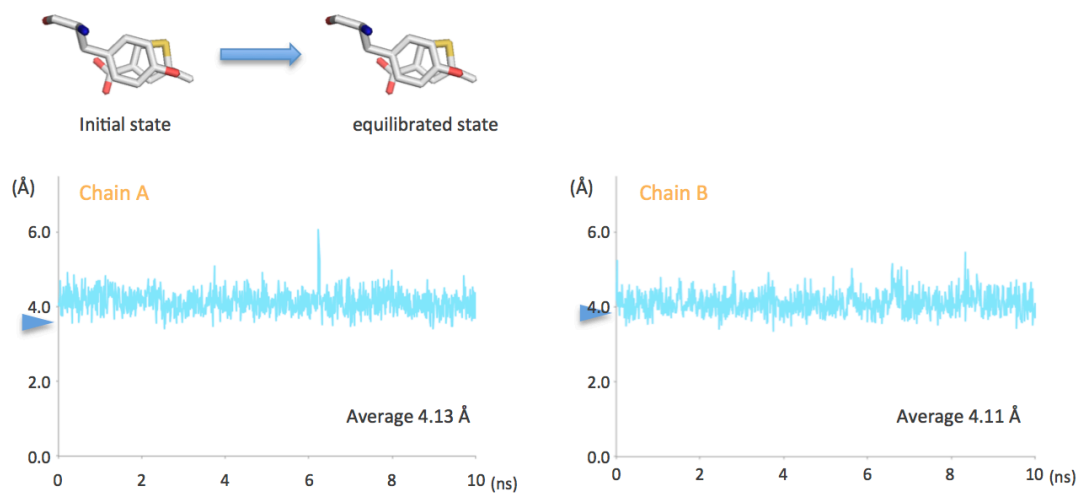 Initial state
equilibrated state
(Å)
Chain A
6.0
4.0
2.0
0.0
Average 4.13 Å
0
2
4
6
8
10
(ns)
(Å)
Chain B
6.0
4.0
2.0
0.0
Average 4.11 Å
0
2
4
6
8
10
(ns)